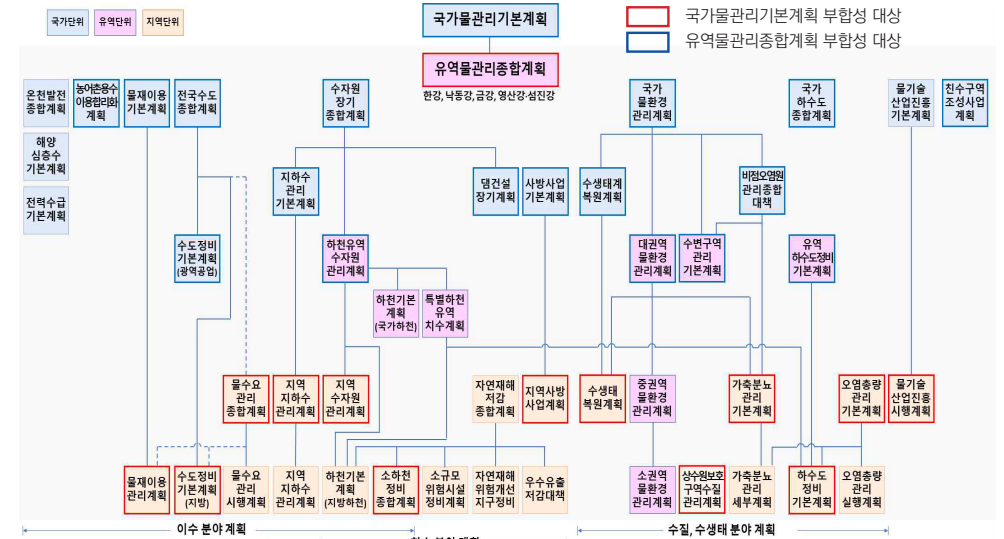 국가단위
유역단위
지역단위
국가물관리기본계획
국가물관리기본계획 부합성 대상
유역물관리종합계획 부합성 대상
유역물관리종합계획
한강, 낙동강, 금강, 영산강·섬진강
온천발전
종합계획
농어촌용수
이용합리화
계획
물재이용
기본계획
전국수도
종합계획
수자원
장기
종합계획
국가
물환경
관리계획
국가
하수도
종합계획
물기술
산업진흥
기본계획
친수구역
조성사업
계획
해양
심층수
기본계획
지하수
관리
기본계획
댐건설
장기계획
사방사업
기본계획
수생태계
복원계획
비점오염원
관리종합
대책
전력수급
기본계획
수도정비
기본계획
(광역공업)
하천유역
수자원
관리계획
대권역
물환경
관리계획
수변구역
관리
기본계획
유역
하수도정비
기본계획
하천기본
계획
(국가하천)
특별하천
유역
치수계획
물수요
관리
종합계획
지역
지하수
관리계획
지역
수자원
관리계획
자연재해
저감
종합계획
지역사방
사업계획
수생태
복원계획
중권역
물환경
관리계획
가축분뇨
관리
기본계획
오염총량
관리
기본계획
물기술
산업진흥
시행계획
물재이용
관리계획
수도정비
기본계획
(지방)
물수요
관리
시행계획
지역
지하수
관리계획
하천기본
계획
(지방하천)
소하천
정비
종합계획
소규모
위험시설
정비계획
자연재해
위험개선
지구정비
우수유출
저감대책
소권역
물환경
관리계획
상수원보호
구역수질
관리계획
가축분뇨
관리
세부계획
하수도
정비
기본계획
오염총량
관리
실행계획
이수 분야 계획
수질, 수생태 분야 계획